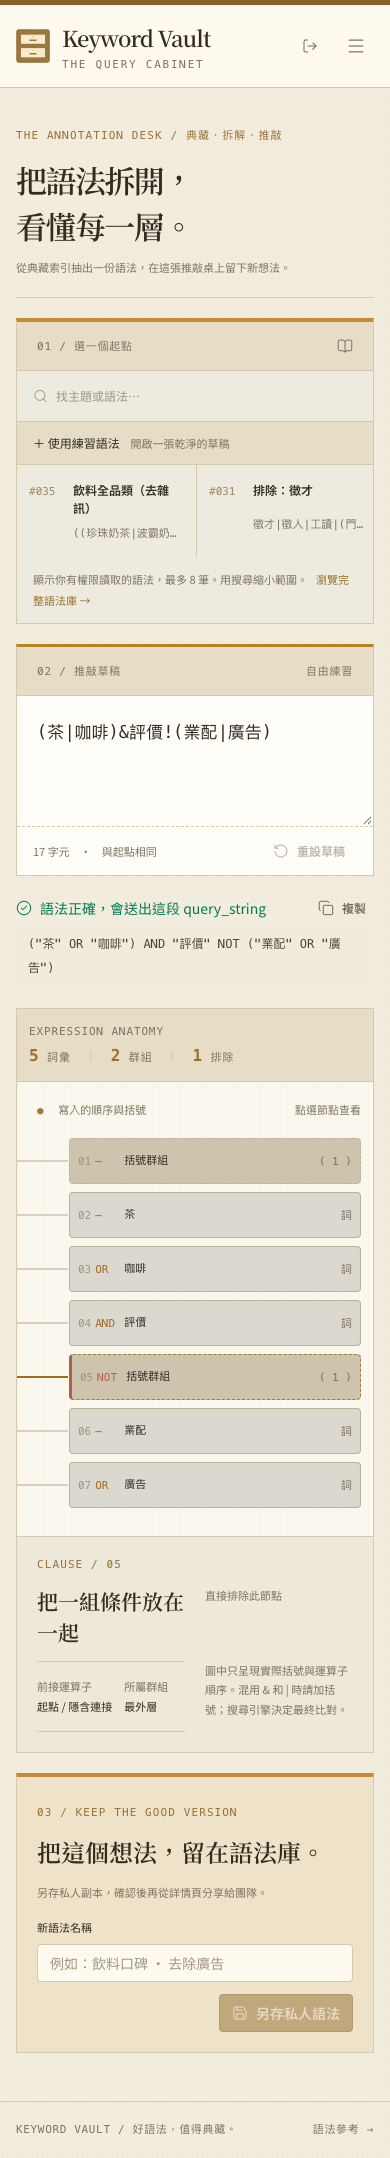 Keyword Vault
THE QUERY CABINET
THE ANNOTATION DESK / 典藏 · 拆解 · 推敲
把語法拆開，
看懂每一層。
從典藏索引抽出一份語法，在這張推敲桌上留下新想法。
01 / 選一個起點
找主題或語法…
＋ 使用練習語法 開啟一張乾淨的草稿
#035 飲料全品類（去雜
訊）
((珍珠奶茶|波霸奶…
#031 排除：徵才
徵才|徵人|工讀|(門…
顯示你有權限讀取的語法，最多 8 筆。用搜尋縮小範圍。 瀏覽完
整語法庫 →
02 / 推敲草稿 自由練習
(茶|咖啡)&評價!(業配|廣告)
17 字元 · 與起點相同 重設草稿
語法正確，會送出這段 query_string 複製
("茶" OR "咖啡") AND "評價" NOT ("業配" OR "廣
告")
EXPRESSION ANATOMY
5 詞彙 2 群組 1 排除
寫入的順序與括號 點選節點查看
01 — 括號群組 ( 1 )
02 — 茶 詞
03 OR 咖啡 詞
04 AND 評價 詞
05 NOT 括號群組 ( 1 )
06 — 業配 詞
07 OR 廣告 詞
CLAUSE / 05
把一組條件放在
一起
前接運算子 所屬群組
起點 / 隱含連接 最外層
直接排除此節點
圖中只呈現實際括號與運算子
順序。混用 & 和 | 時請加括
號；搜尋引擎決定最終比對。
03 / KEEP THE GOOD VERSION
把這個想法，留在語法庫。
另存私人副本，確認後再從詳情頁分享給團隊。
新語法名稱
例如：飲料口碑 · 去除廣告
另存私人語法
KEYWORD VAULT / 好語法，值得典藏。 語法參考 →